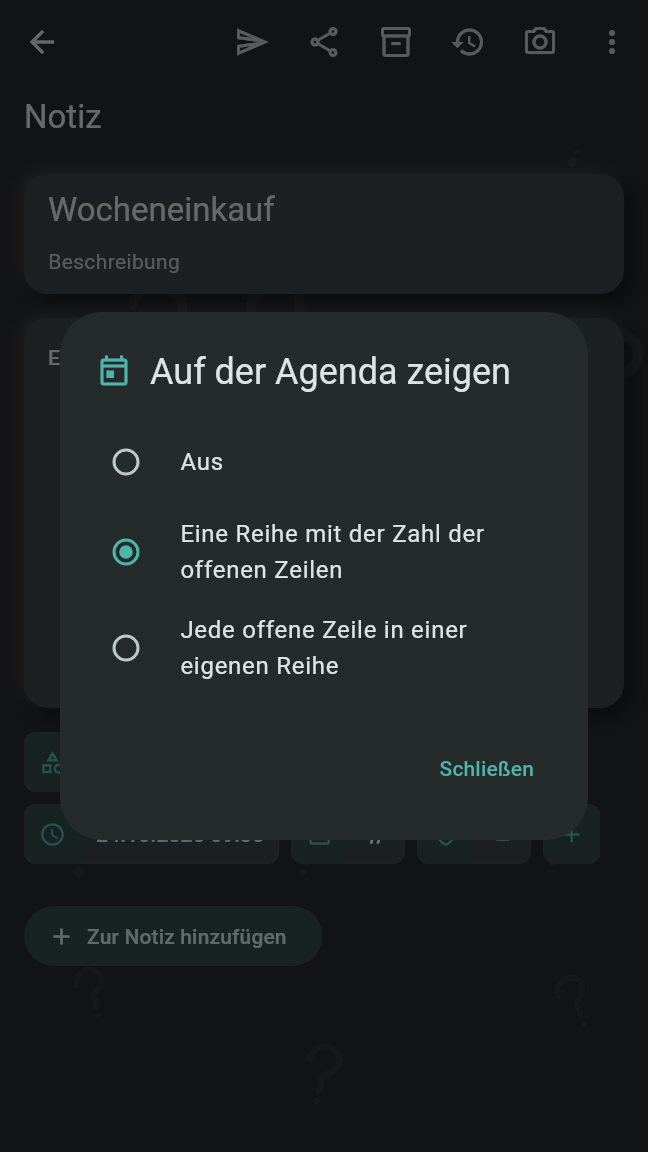 Notiz
Wocheneinkauf
Beschreibung
Auf der Agenda zeigen
Aus
Eine Reihe mit der Zahl der
offenen Zeilen
Jede offene Zeile in einer
eigenen Reihe
Schließen
Zur Notiz hinzufügen